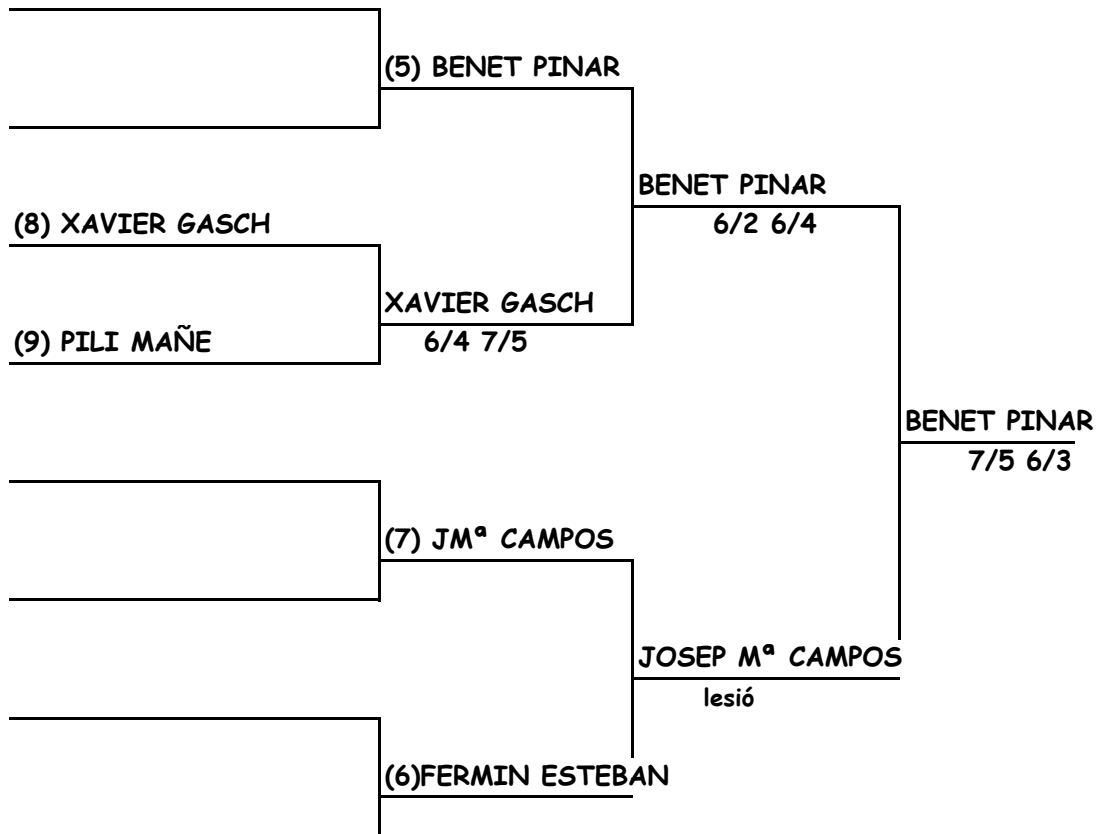 (5) BENET PINAR
BENET PINAR
6/2 6/4
(8) XAVIER GASCH
XAVIER GASCH
6/4 7/5
(9) PILI MAÑE
BENET PINAR
7/5 6/3
(7) JMª CAMPOS
JOSEP Mª CAMPOS
lesió
(6)FERMIN ESTEBAN